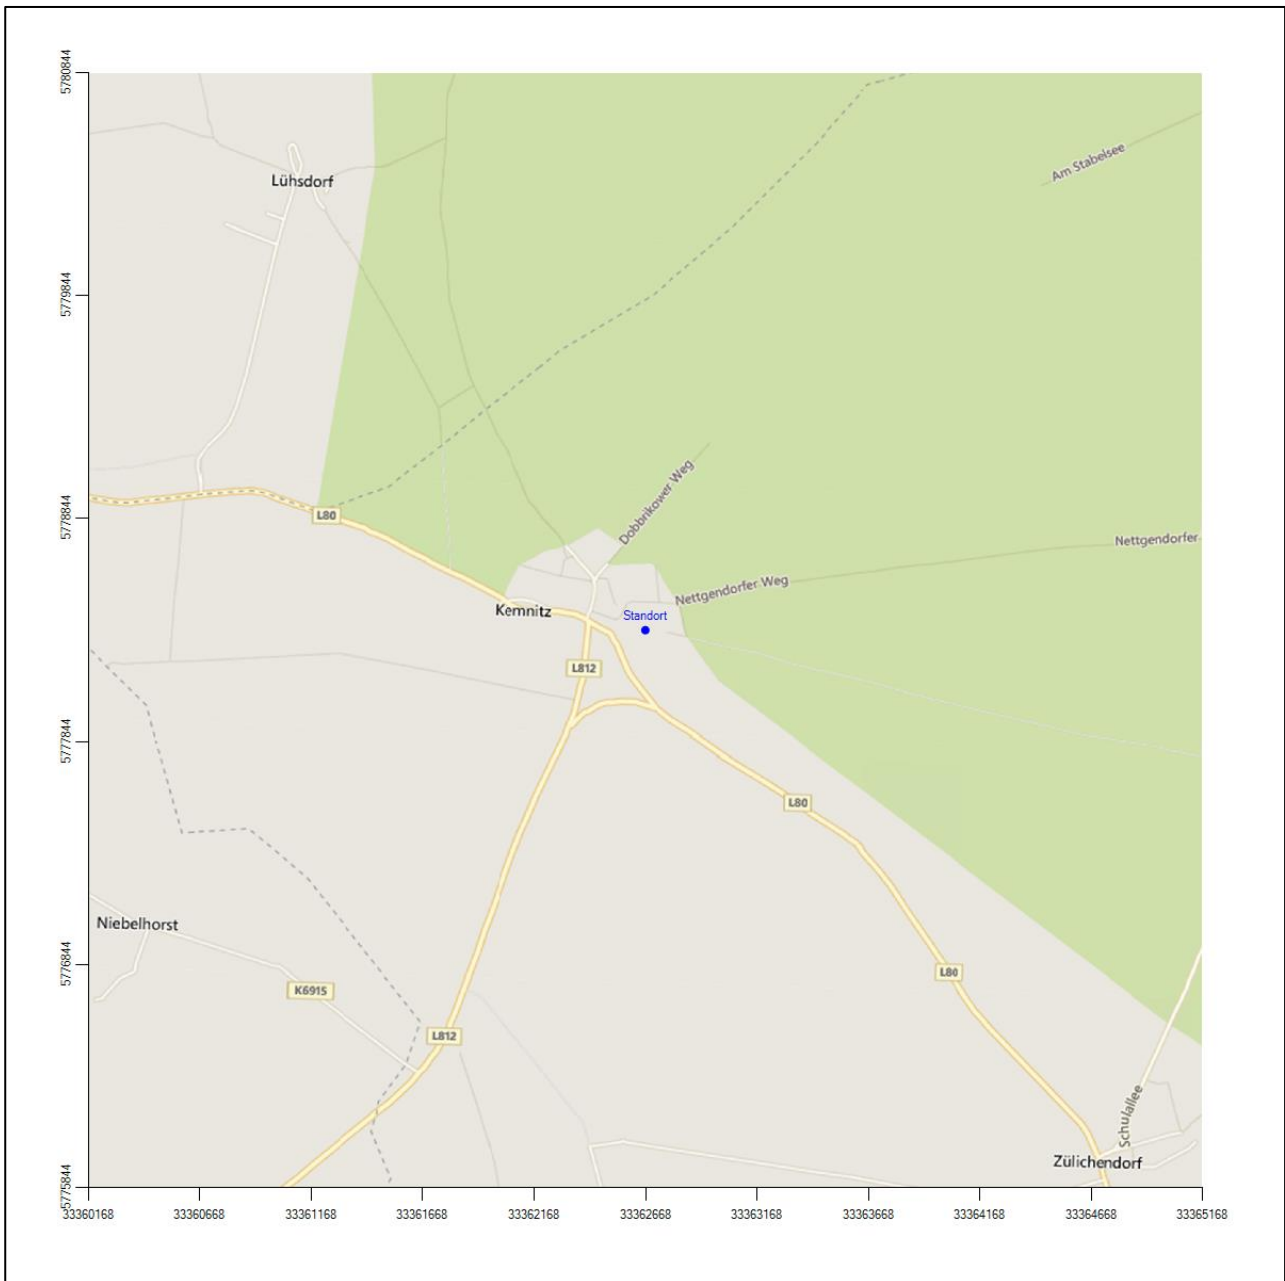 5780844
Am Stabelsee
Lühsdorf
5779844
Dobbrikower Weg
L80
5778844
Nettgendorfer
Nettgendorfer Weg
Kemnitz
Standort
L812
5777844
L80
Niebelhorst
5776844
L80
K6915
L812
Schulallee
Zülichendorf
5775844
33360168
33360668
33361168
33361668
33362168
33362668
33363168
33363668
33364168
33364668
33365168